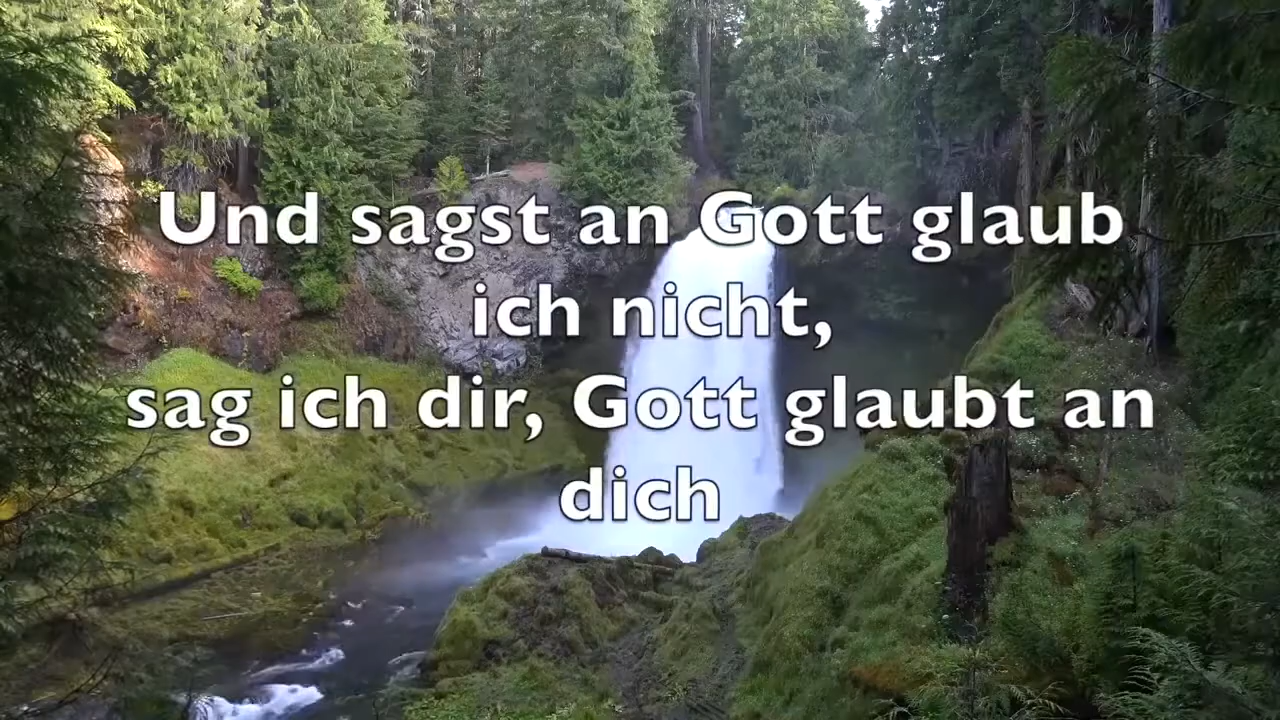 Und sagst an Gott glaub
ich nicht,
sag ich dir, Gott glaubt an
dich